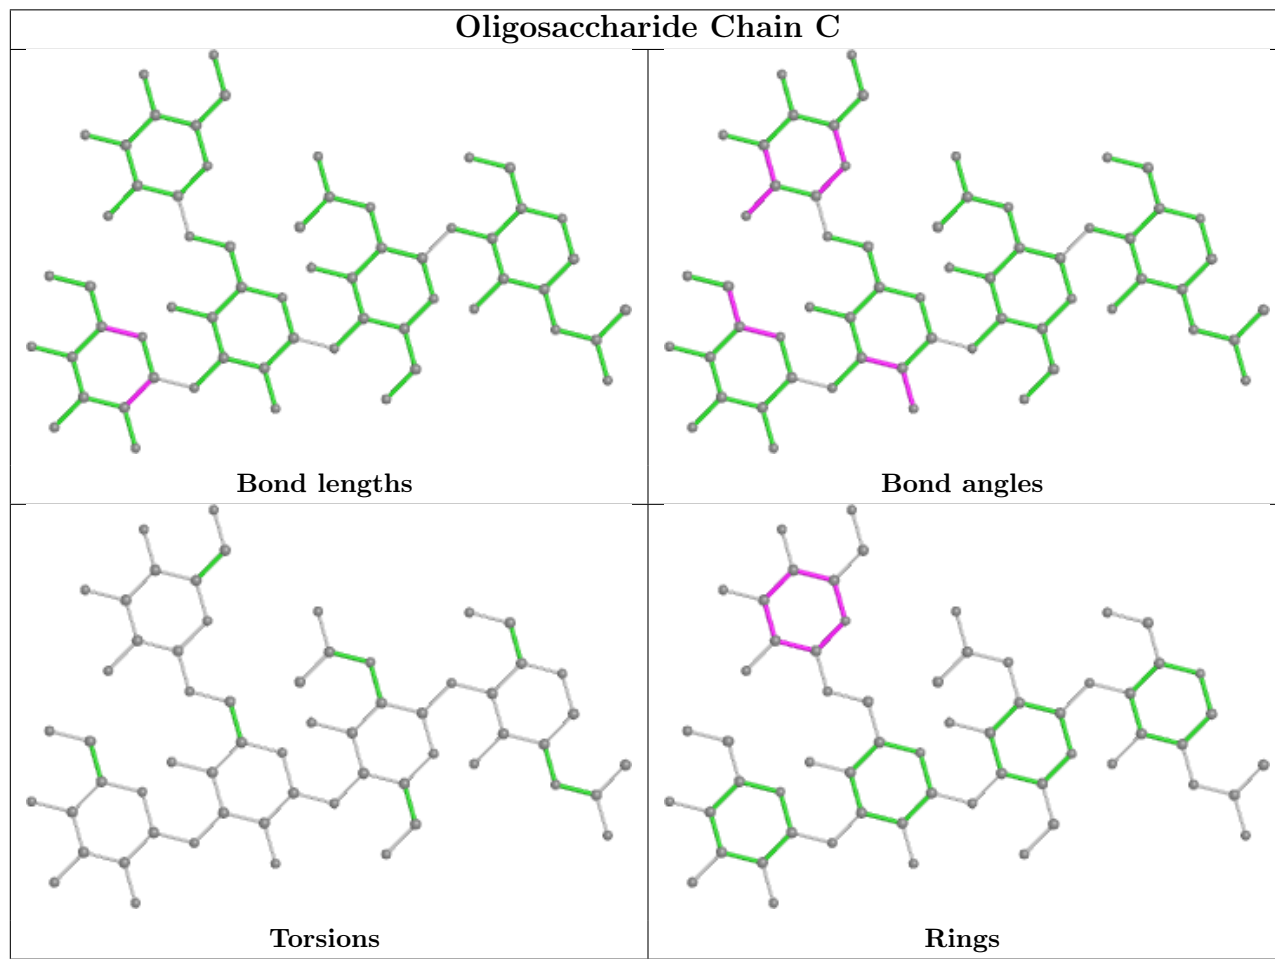 Oligosaccharide Chain C
Bond lengths
Bond angles
Torsions
Rings